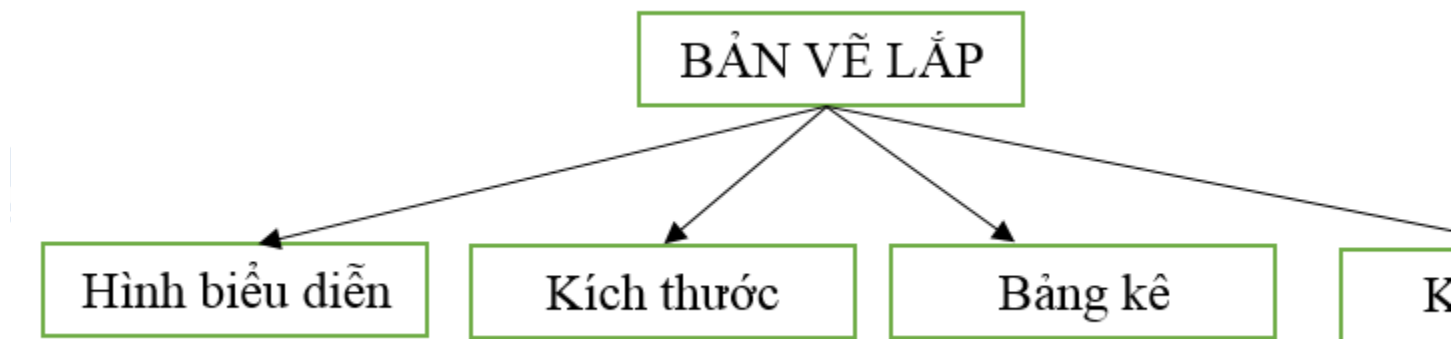 BẢN VẼ LẮP
Hình biểu diễn
Kích thước
Bảng kê